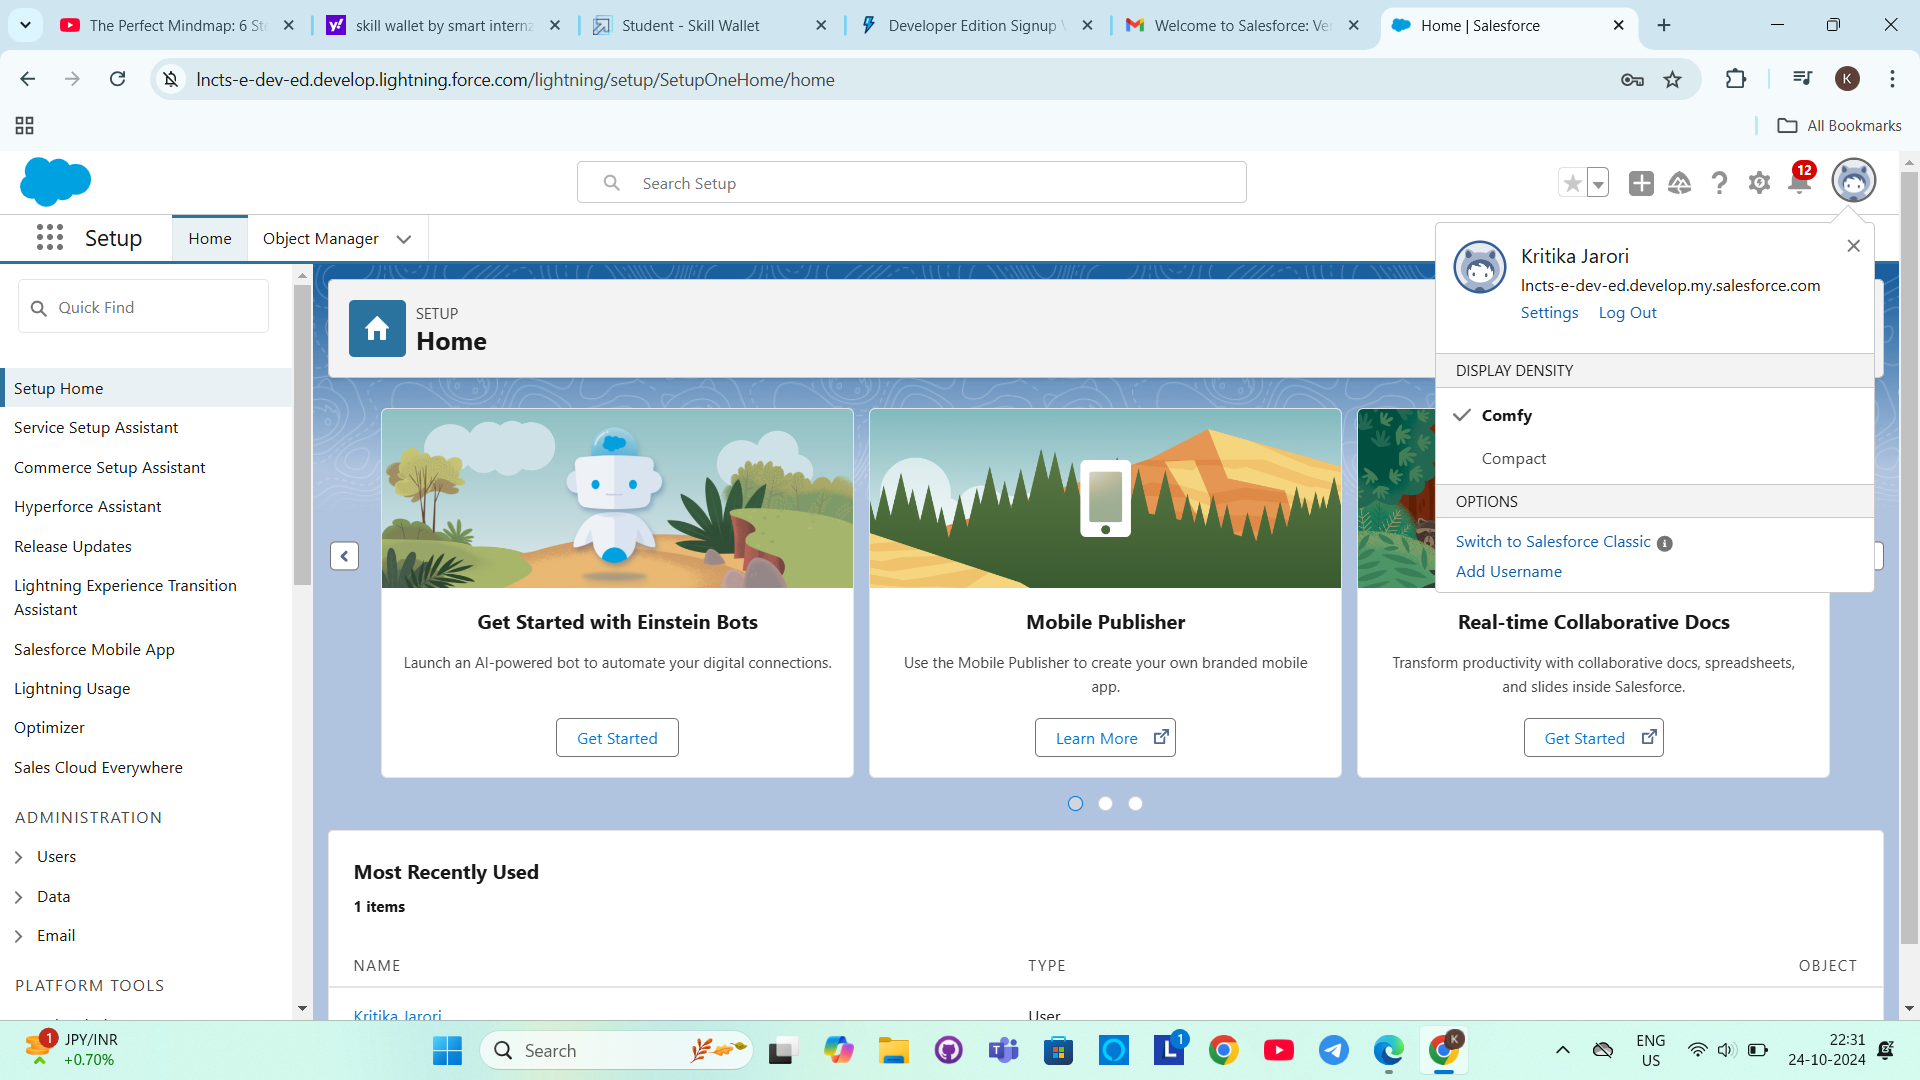 The Perfect Mindmap: 6 Ste
skill wallet by smart internz
Student - Skill Wallet
Developer Edition Signup
Welcome to Salesforce: Ver
Home | Salesforce
lncts-e-dev-ed.develop.lightning.force.com/lightning/setup/SetupOneHome/home
K
All Bookmarks
Search Setup
12
Setup
Home
Object Manager
Quick Find
Setup Home
Service Setup Assistant
Commerce Setup Assistant
Hyperforce Assistant
Release Updates
Lightning Experience Transition
Assistant
Salesforce Mobile App
Lightning Usage
Optimizer
Sales Cloud Everywhere
ADMINISTRATION
Users
Data
Email
PLATFORM TOOLS
SETUP
Home
Kritika Jarori
lncts-e-dev-ed.develop.my.salesforce.com
Settings Log Out
DISPLAY DENSITY
Comfy
Compact
OPTIONS
Switch to Salesforce Classic
Add Username
Get Started with Einstein Bots
Launch an AI-powered bot to automate your digital connections.
Get Started
Mobile Publisher
Use the Mobile Publisher to create your own branded mobile
app.
Learn More
Real-time Collaborative Docs
Transform productivity with collaborative docs, spreadsheets,
and slides inside Salesforce.
Get Started
Most Recently Used
1 items
NAME TYPE OBJECT
Kritika Jarori User
1
JPY/INR
+0.70%
Search
1
K
ENG
US
22:31
24-10-2024